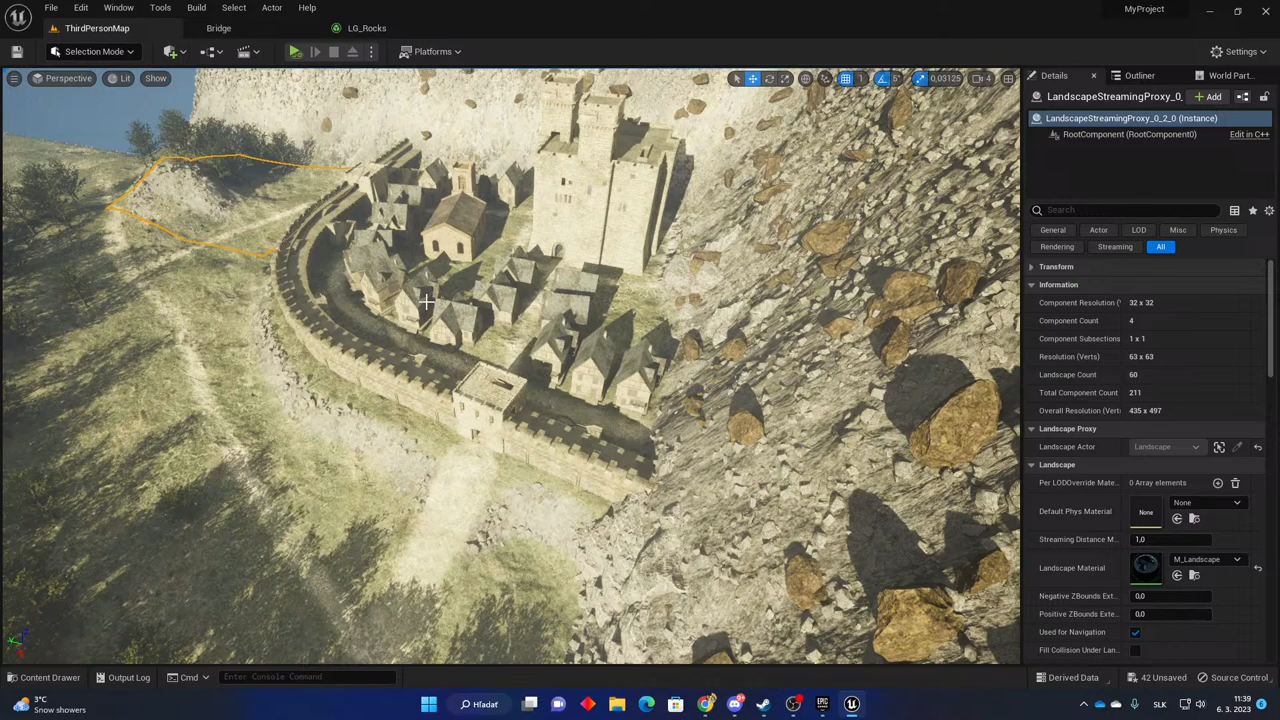 File Edit Window Tools Build Select Actor Help
MyProject
ThirdPersonMap Bridge LG_Rocks
Selection Mode Platforms Settings
Perspective Lit Show 1 5° 0,03125 4
Details Outliner World Part...
LandscapeStreamingProxy_0_ Add
LandscapeStreamingProxy_0_2_0 (Instance)
RootComponent (RootComponent0) Edit in C++
Search
General Actor LOD Misc Physics
Rendering Streaming All
Transform
Information
Component Resolution (\ 32 x 32
Component Count 4
Component Subsections 1 x 1
Resolution (Verts) 63 x 63
Landscape Count 60
Total Component Count 211
Overall Resolution (Vert: 435 x 497
Landscape Proxy
Landscape Actor Landscape
Landscape
Per LODOverride Mate... 0 Array elements
Default Phys Material None None
Streaming Distance M... 1,0
Landscape Material M_Landscape
Negative ZBounds Ext... 0,0
Positive ZBounds Exte... 0,0
Used for Navigation
Fill Collision Under Lan...
Content Drawer Output Log Cmd Enter Console Command Derived Data 42 Unsaved Source Control
3°C
Snow showers
Hľadať
EPIC
SLK
11:39
6. 3. 2023